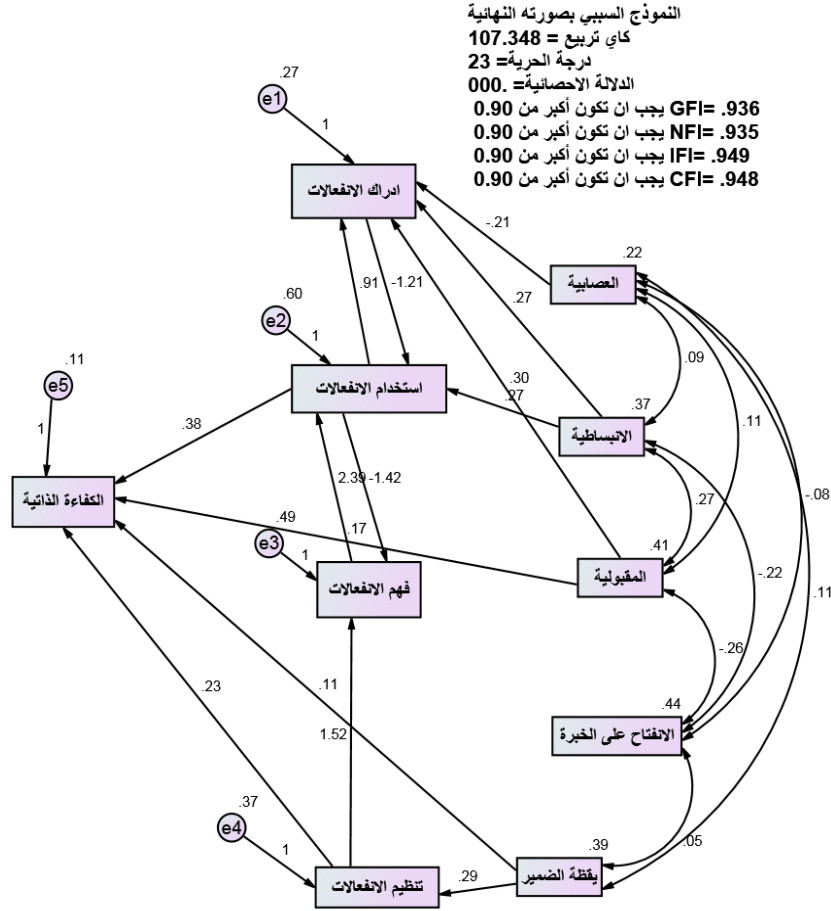 النموذج السببي بصورته النهائية
كاي تربيع = 107.348
درجة الحرية= 23
الدلالة الاحصائية= .000
GFI= .936 يجب ان تكون أكبر من 0.90
NFI= .935 يجب ان تكون أكبر من 0.90
IFI= .949 يجب ان تكون أكبر من 0.90
CFI= .948 يجب ان تكون أكبر من 0.90
.27
e1
1
ادراك الانفعالات
-.21
.22
العصابية
.91
-1.21
.27
.60
e2
1
.09
.11
e5
استخدام الانفعالات
.30
.27
.37
الانبساطية
.11
1
.38
2.39
-1.42
.27
-.08
الكفاءة الذاتية
.49
.17
e3
1
.41
المقبولية
-.22
.11
فهم الانفعالات
-.26
.23
.11
.44
الانفتاح على الخبرة
1.52
.37
e4
1
.39
.05
.29
يقظة الضمير
تنظيم الانفعالات